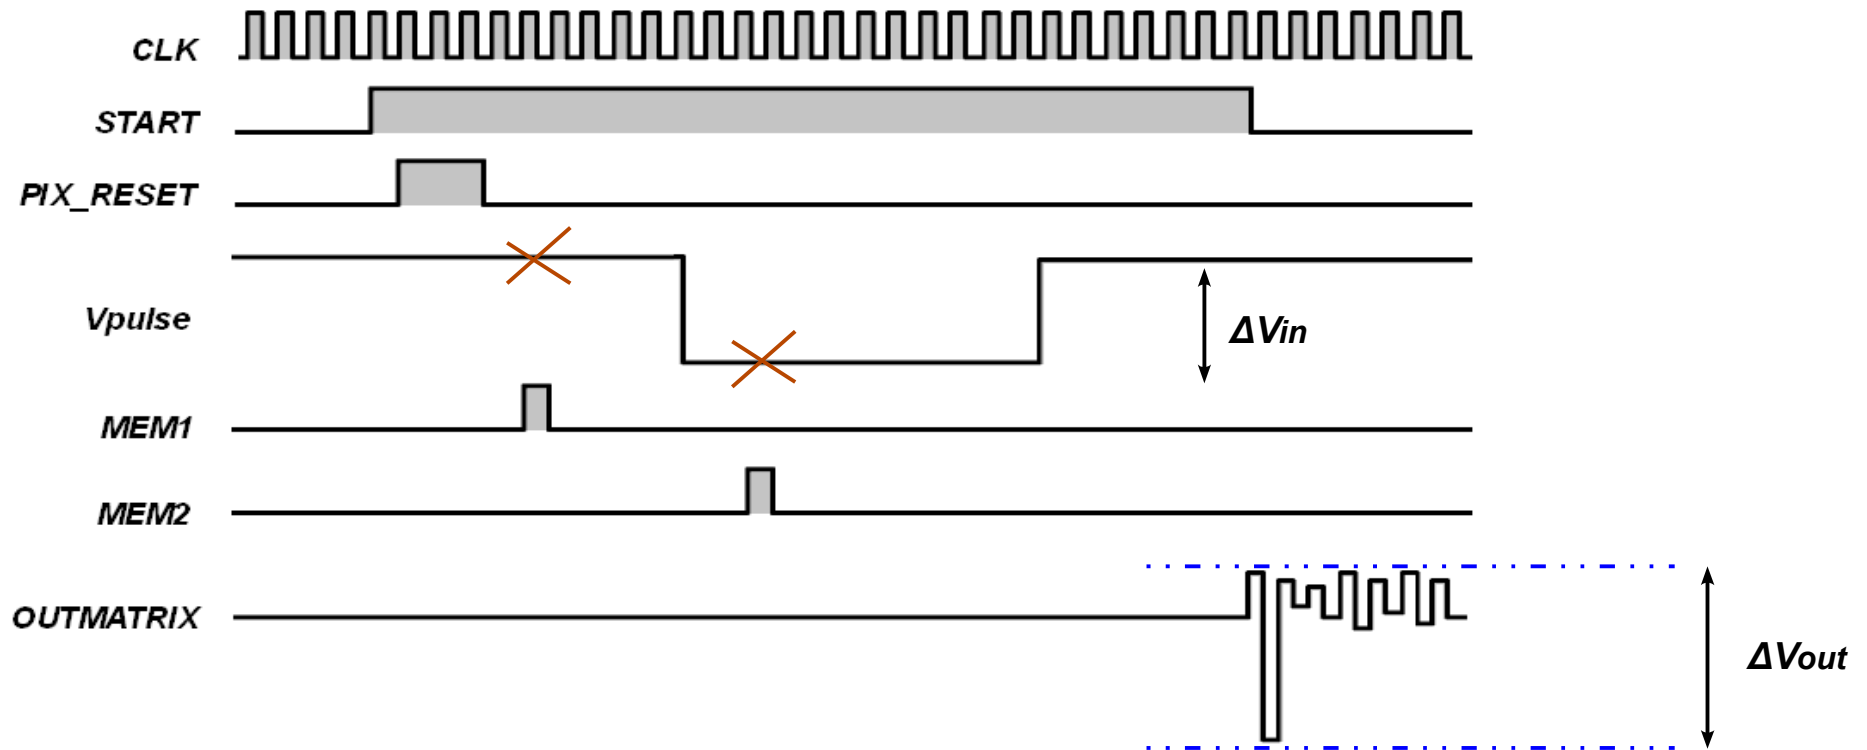 CLK
START
PIX_RESET
Vpulse
ΔVin
MEM1
MEM2
OUTMATRIX
ΔVout